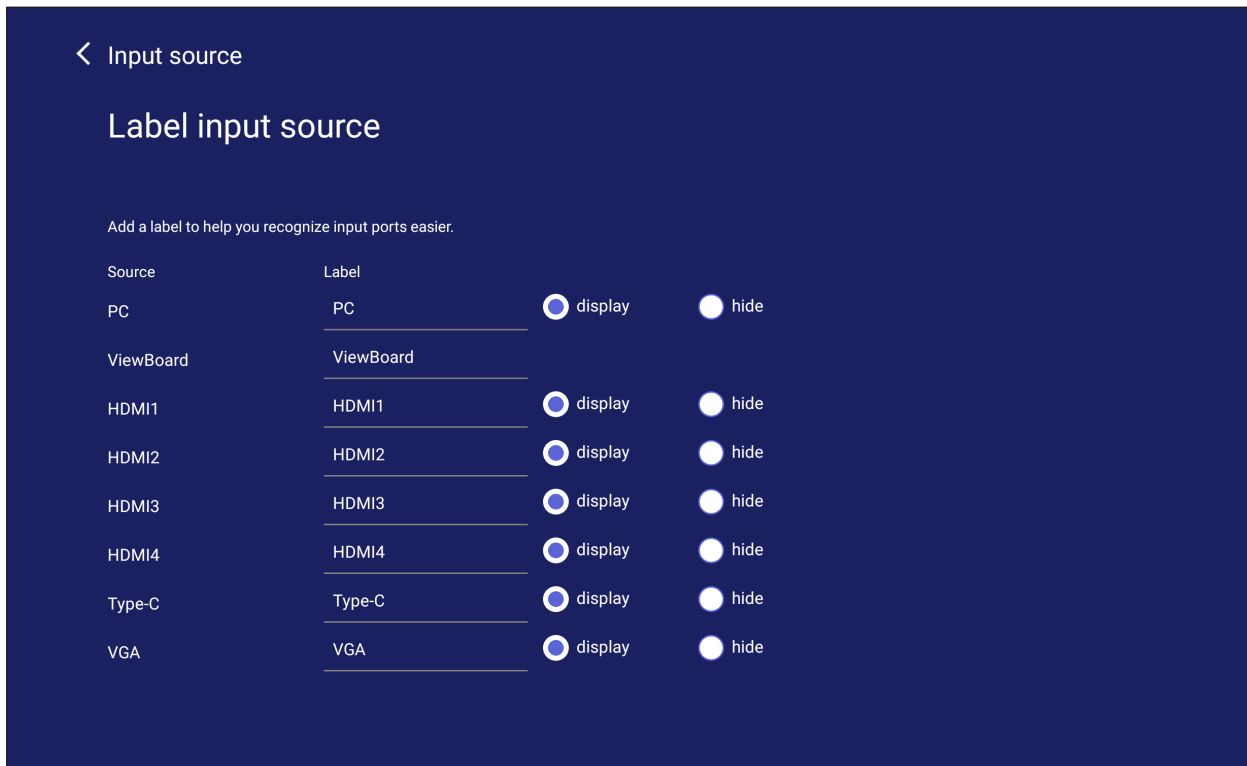 Input source
Label input source
Add a label to help you recognize input ports easier.
Source Label
PC PC display hide
ViewBoard ViewBoard
HDMI1 HDMI1 display hide
HDMI2 HDMI2 display hide
HDMI3 HDMI3 display hide
HDMI4 HDMI4 display hide
Type-C Type-C display hide
VGA VGA display hide